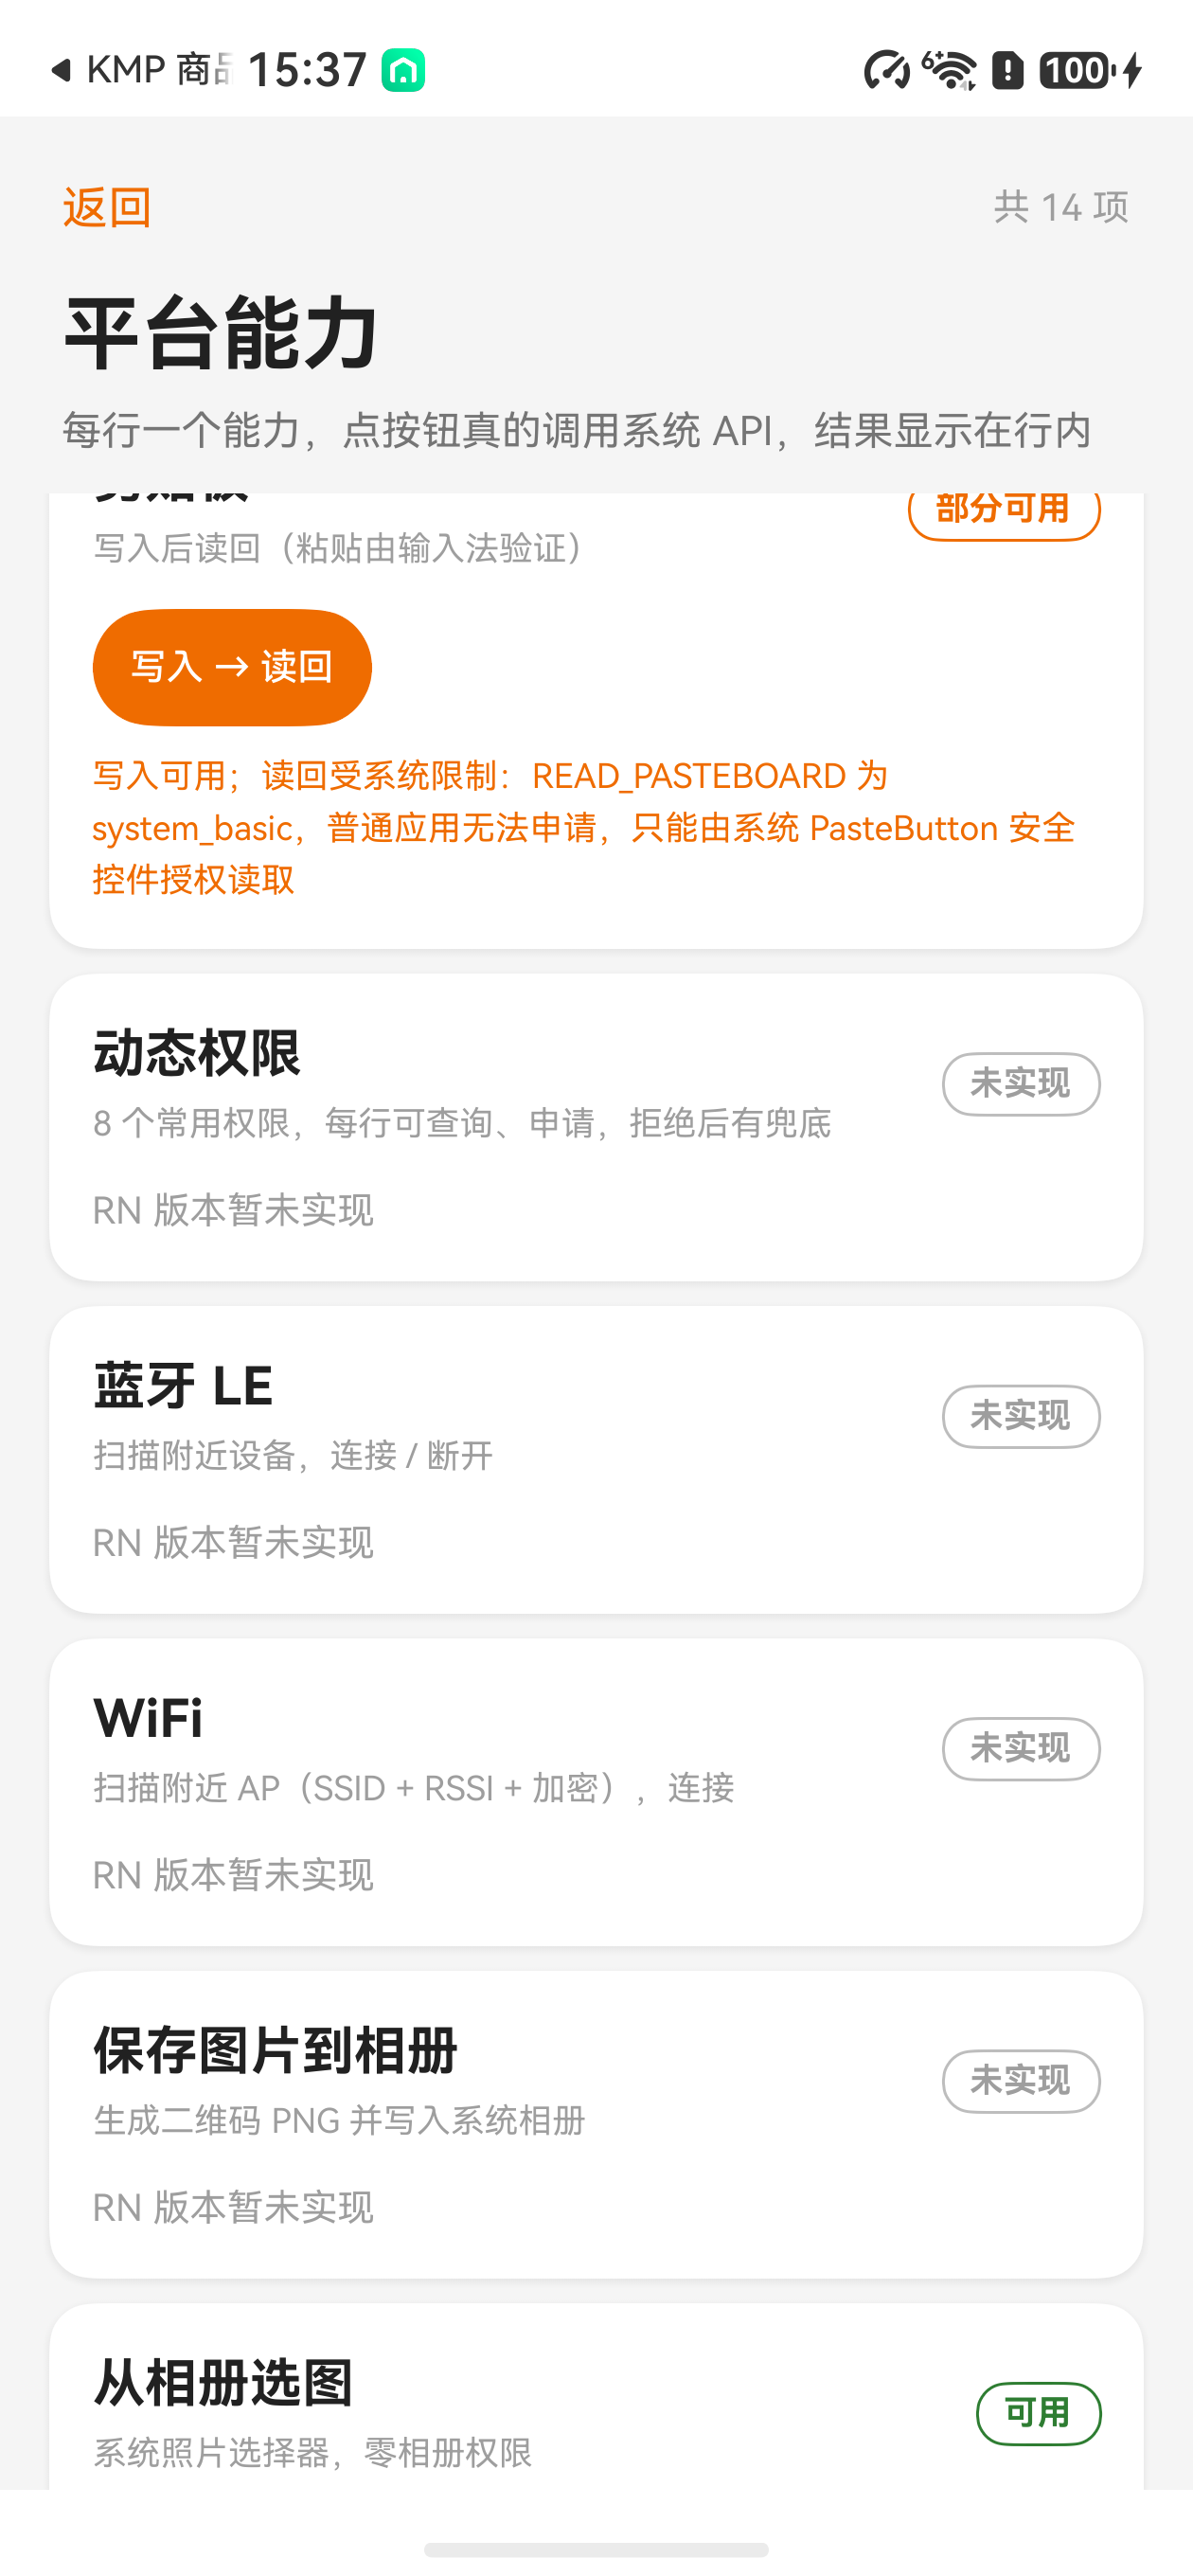 KMP 商 15:37 100
返回
共 14 项
平台能力
每行一个能力，点按钮真的调用系统 API，结果显示在行内
部分可用
写入后读回（粘贴由输入法验证）
写入 → 读回
写入可用；读回受系统限制：READ_PASTEBOARD 为
system_basic，普通应用无法申请，只能由系统 PasteButton 安全
控件授权读取
动态权限
未实现
8 个常用权限，每行可查询、申请，拒绝后有兜底
RN 版本暂未实现
蓝牙 LE
未实现
扫描附近设备，连接 / 断开
RN 版本暂未实现
WiFi
未实现
扫描附近 AP（SSID + RSSI + 加密），连接
RN 版本暂未实现
保存图片到相册
未实现
生成二维码 PNG 并写入系统相册
RN 版本暂未实现
从相册选图
可用
系统照片选择器，零相册权限